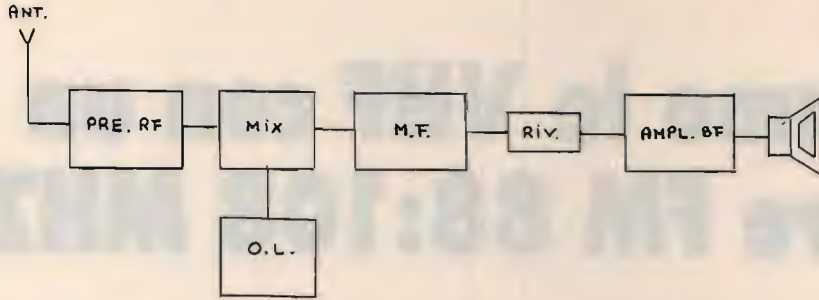 ANT.
PRE. RF
MIX
M.F.
RIV.
AMPL. BF
O.L.